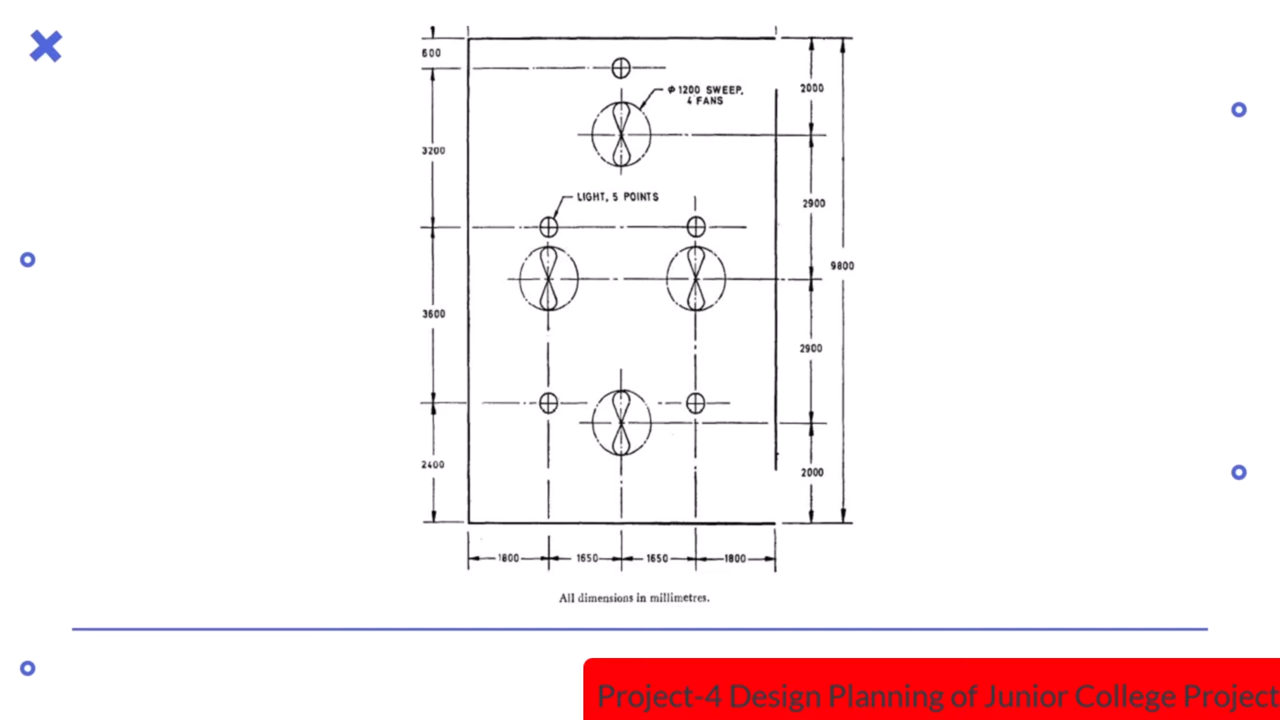 600
ϕ 1200 SWEEP,
4 FANS
2000
3200
LIGHT, 5 POINTS
2900
9800
3600
2900
2400
2000
1800 1650 1650 1800
All dimensions in millimetres.
Project-4 Design Planning of Junior College Project